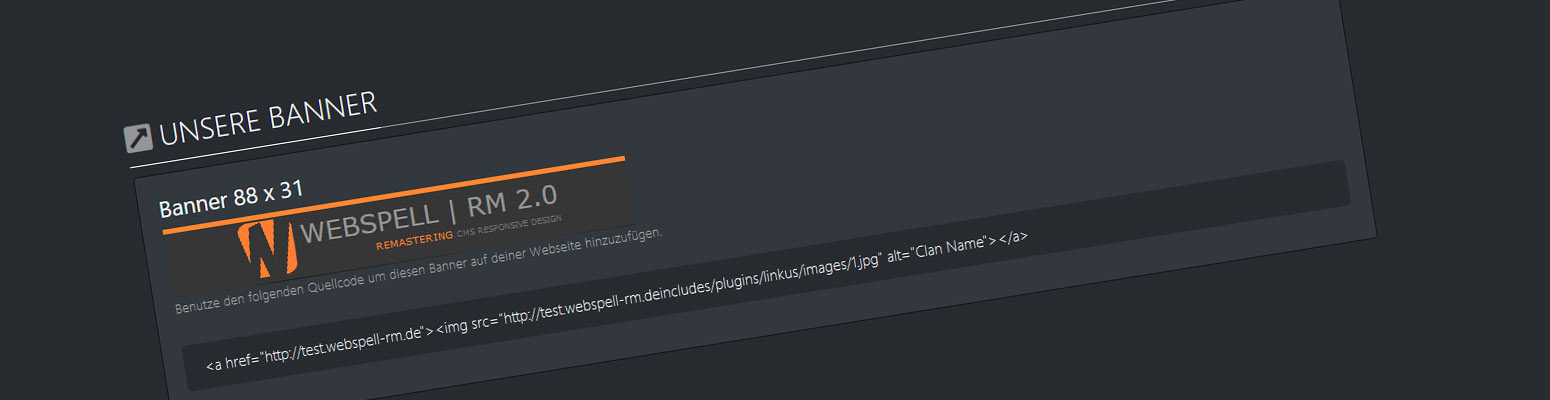 UNSERE BANNER
Banner 88 x 31
WEBSPELL | RM 2.0
REMASTERING CMS RESPONSIVE DESIGN
Benutze den folgenden Quellcode um diesen Banner auf deiner Webseite hinzuzufügen.
<a href="http://test.webspell-rm.de"><img src="http://test.webspell-rm.deincludes/plugins/linkus/images/1.jpg" alt="Clan Name"></a>